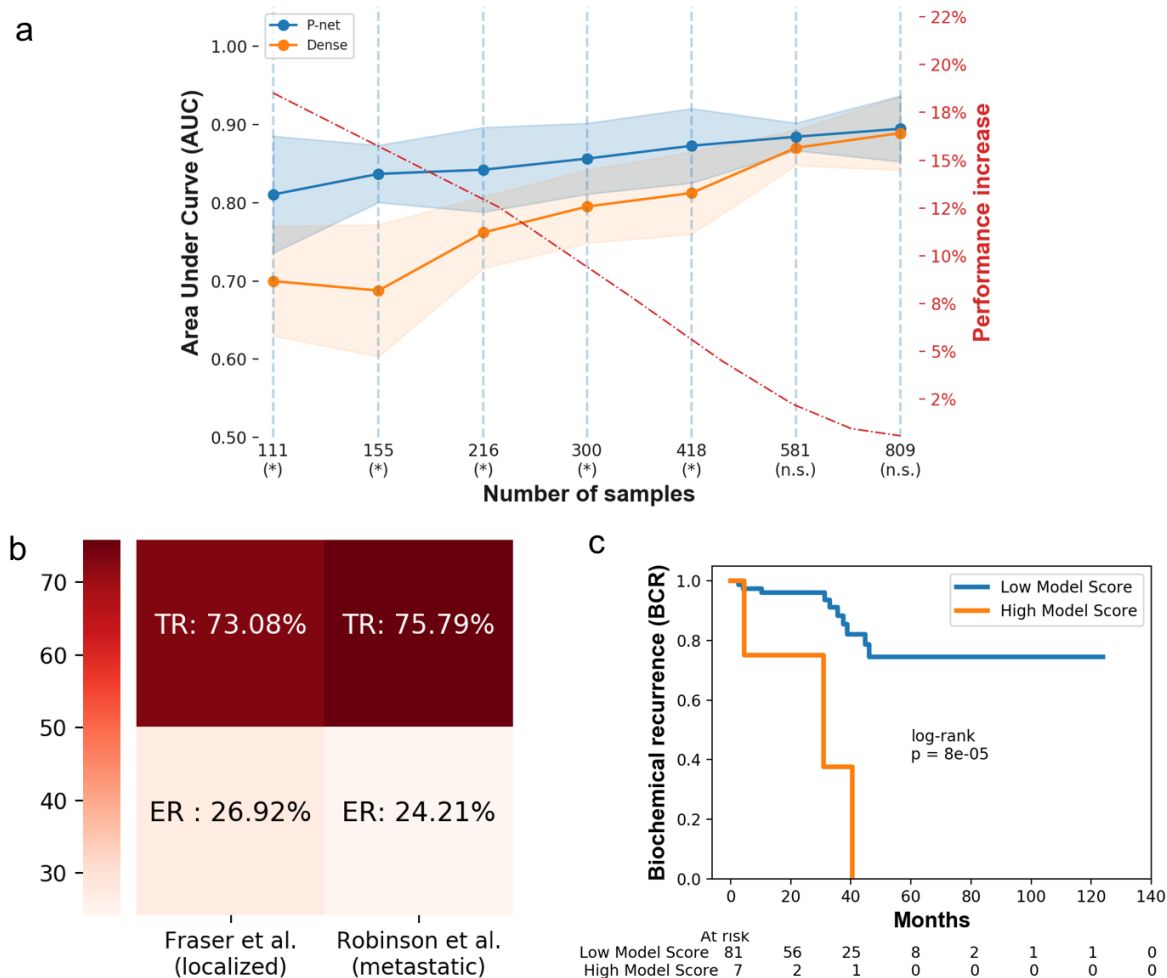 a
P-net
Dense
1.00
0.90
0.80
0.70
0.60
0.50
Area Under Curve (AUC)
22%
20%
18%
15%
12%
10%
8%
5%
2%
Performance increase
111 155 216 300 418 581 809
(*) (*) (*) (*) (*) (n.s.) (n.s.)
Number of samples
b
70
60
50
40
30
TR: 73.08% TR: 75.79%
ER : 26.92% ER: 24.21%
Fraser et al. Robinson et al.
(localized) (metastatic)
c
Biochemical recurrence (BCR)
1.0
0.8
0.6
0.4
0.2
0.0
Low Model Score
High Model Score
log-rank
p = 8e-05
0 20 40 60 80 100 120 140
Months
At risk
Low Model Score 81 56 25 8 2 1 1 0
High Model Score 7 2 1 0 0 0 0 0